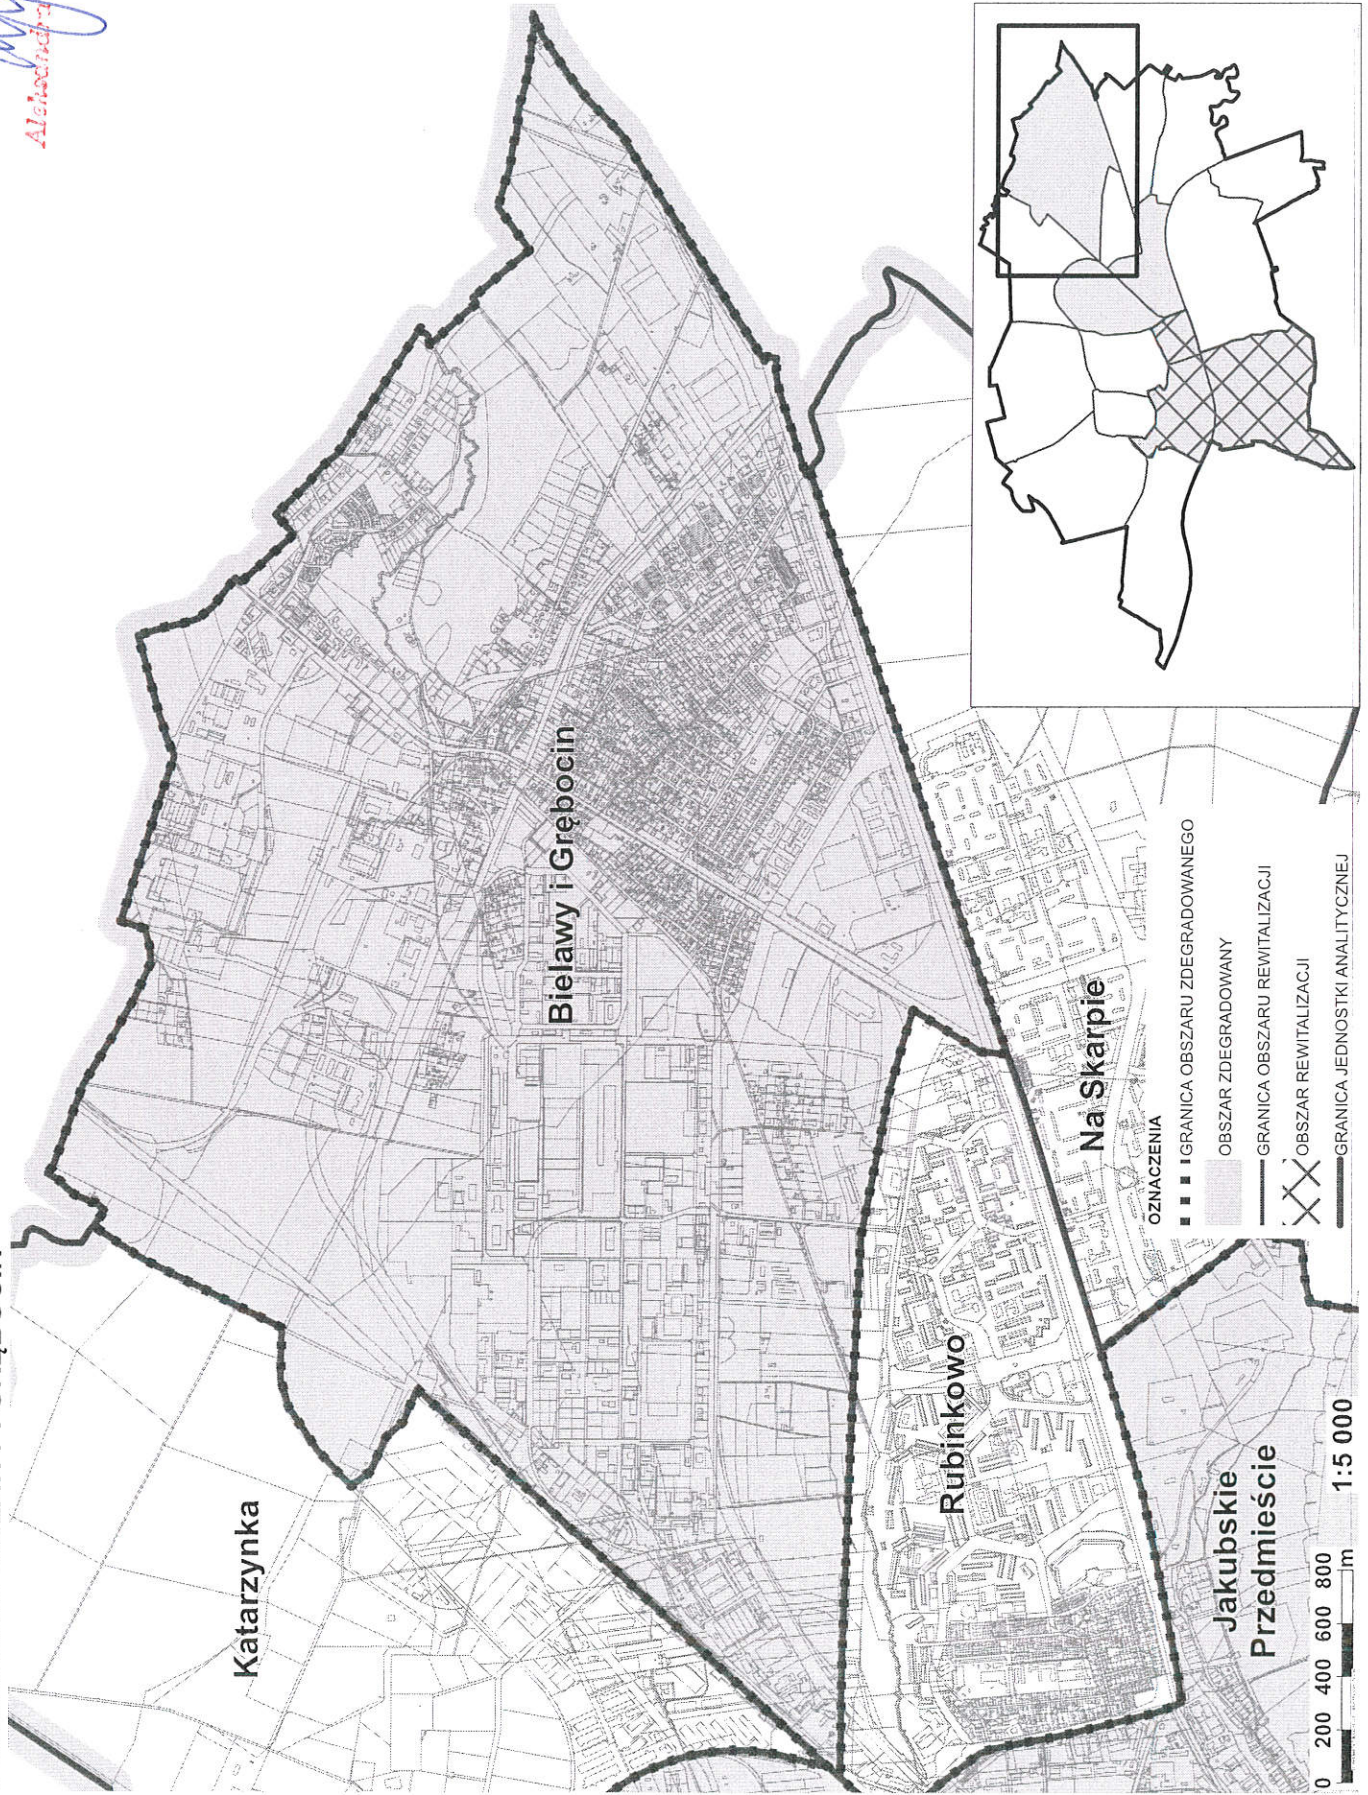 Katarzynka
Bielawy i Grębocin
Rubinkowo
Na Skarpie
Jakubskie
Przedmieście
OZNACZENIA
GRANICA OBSZARU ZDEGRADOWANEGO
OBSZAR ZDEGRADOWANY
GRANICA OBSZARU REWITALIZACJI
OBSZAR REWITALIZACJI
GRANICA JEDNOSTKI ANALITYCZNEJ
0 200 400 600 800
m
1:5 000
Aleksandra